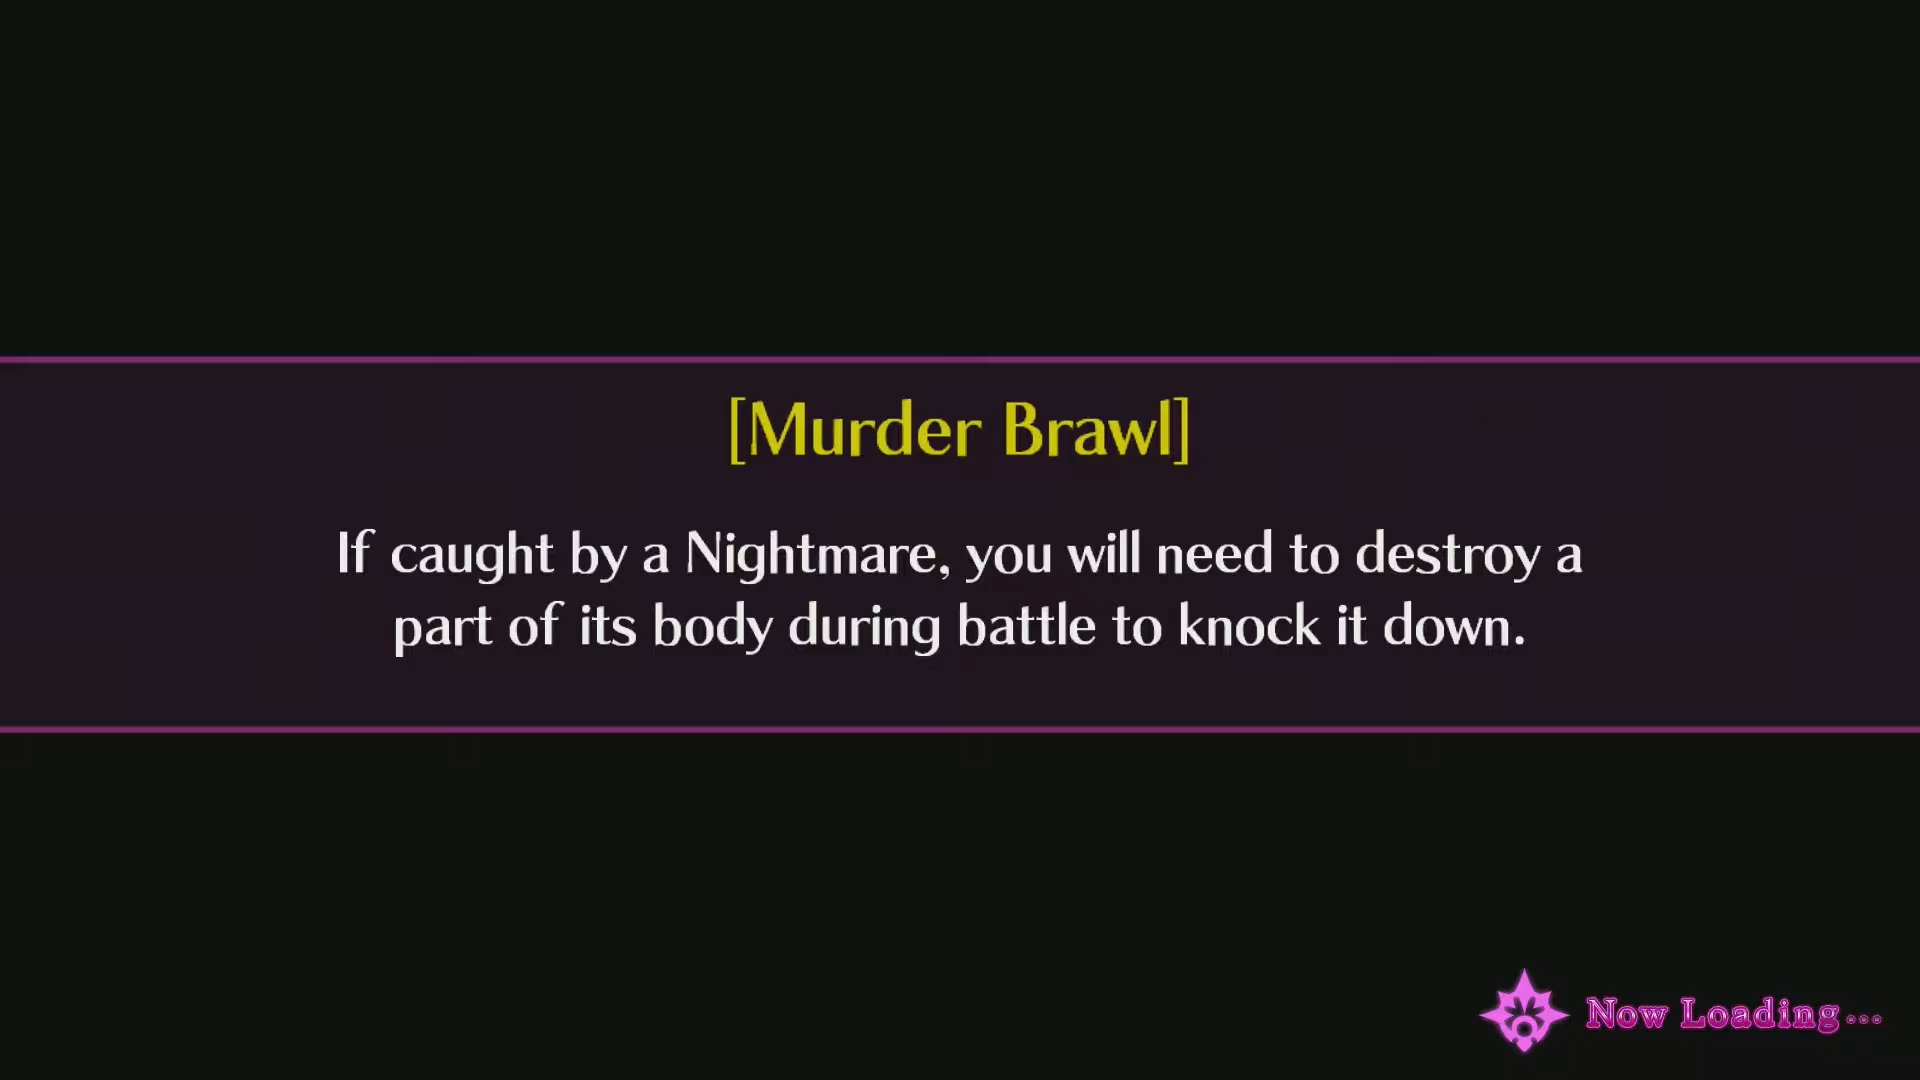 [Murder Brawl]
If caught by a Nightmare, you will need to destroy a
part of its body during battle to knock it down.
Now Loading...